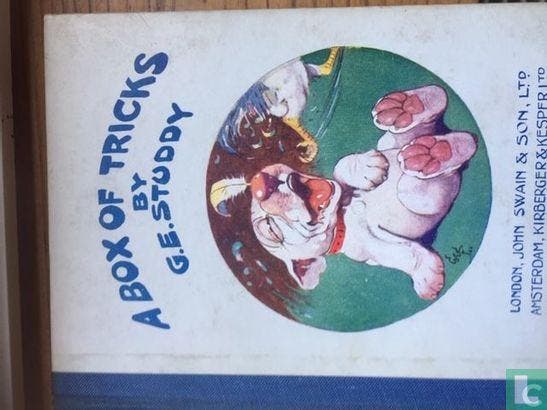 A BOX OF TRICKS
BY
G.E. STUDDY
LONDON, JOHN SWAIN & SON, LTD
AMSTERDAM, KIRBERGER & KESPER LTD